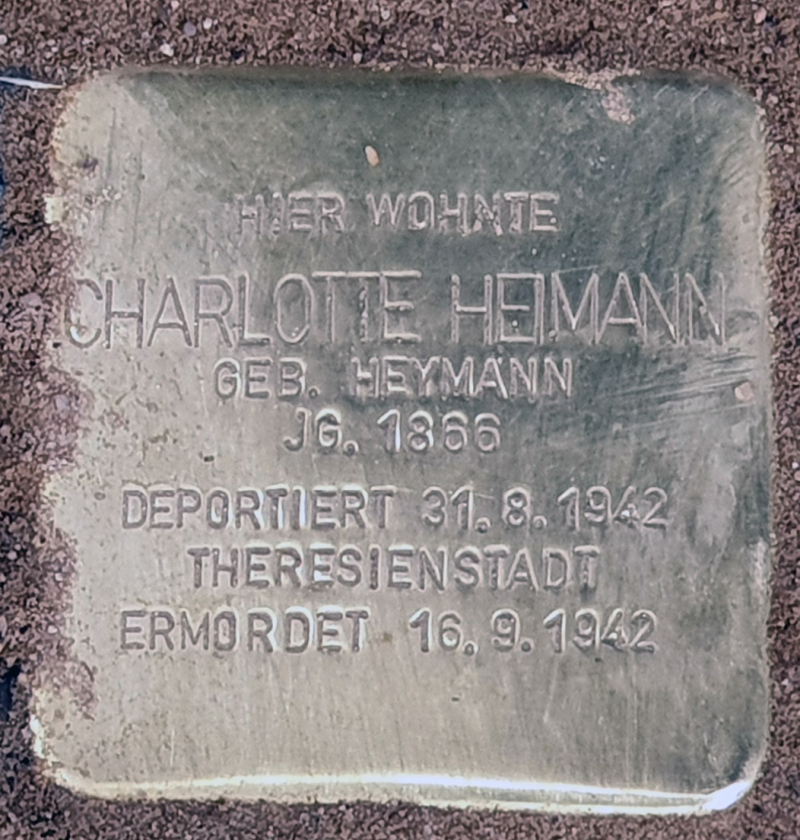 HIER WOHNTE
CHARLOTTE HEIMANN
GEB. HEYMANN
JG. 1866
DEPORTIERT 31.8.1942
THERESIENSTADT
ERMORDET 16.9.1942